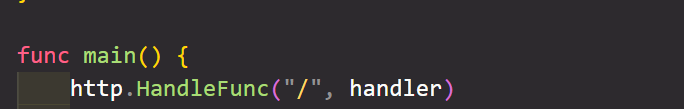 }
func main() {
    http.HandleFunc("/", handler)